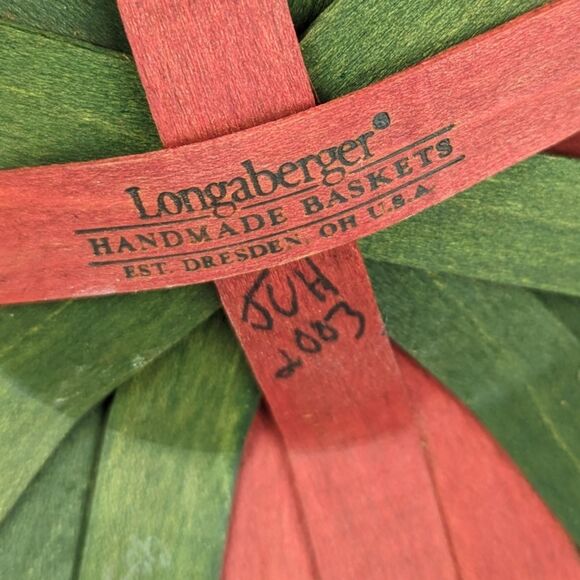 Longaberger®
HANDMADE BASKETS
EST. DRESDEN, OH U.S.A
JUH
2003